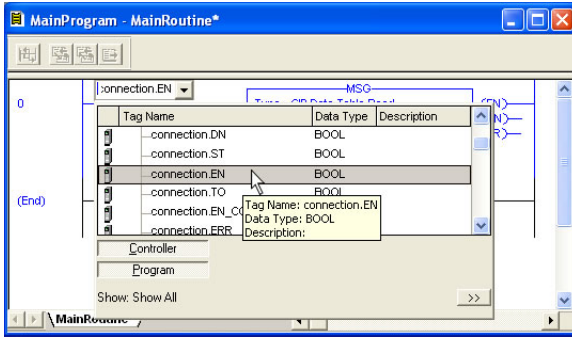 MainProgram - MainRoutine*
:onnection.EN
MSG
0
Tag Name Data Type Description
connection.DN BOOL
connection.ST BOOL
connection.EN BOOL
connection.TO BOOL
connection.EN_CO
connection.ERR
Tag Name: connection.EN
Data Type: BOOL
Description:
(End)
Controller
Program
Show: Show All >>
MainRoutine